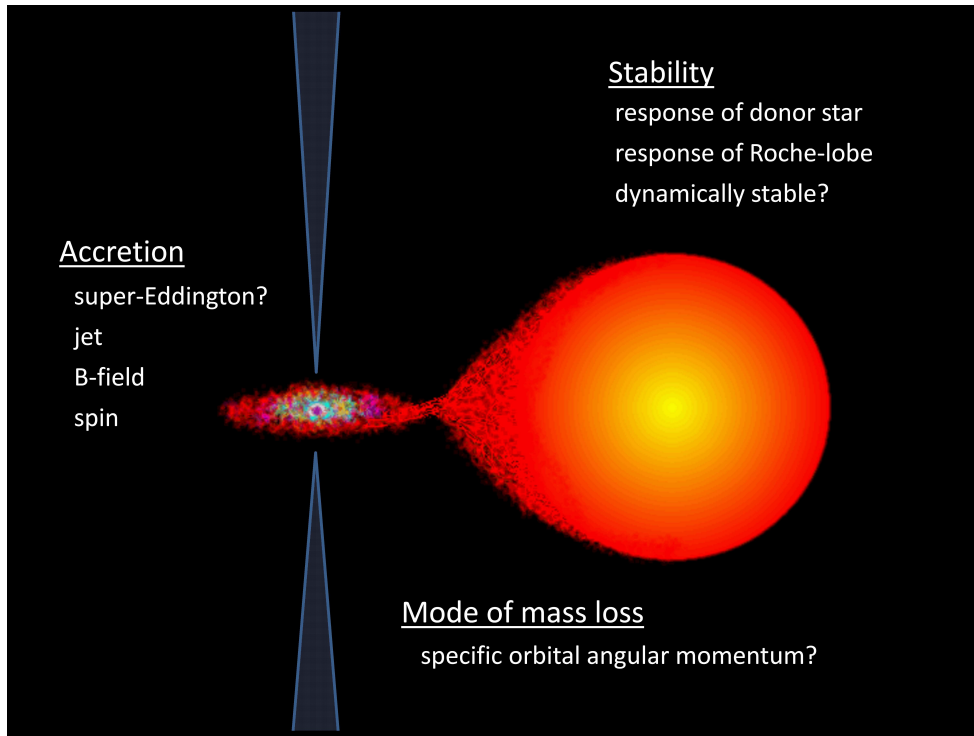 Stability
response of donor star
response of Roche-lobe
dynamically stable?
Accretion
super-Eddington?
jet
B-field
spin
Mode of mass loss
specific orbital angular momentum?